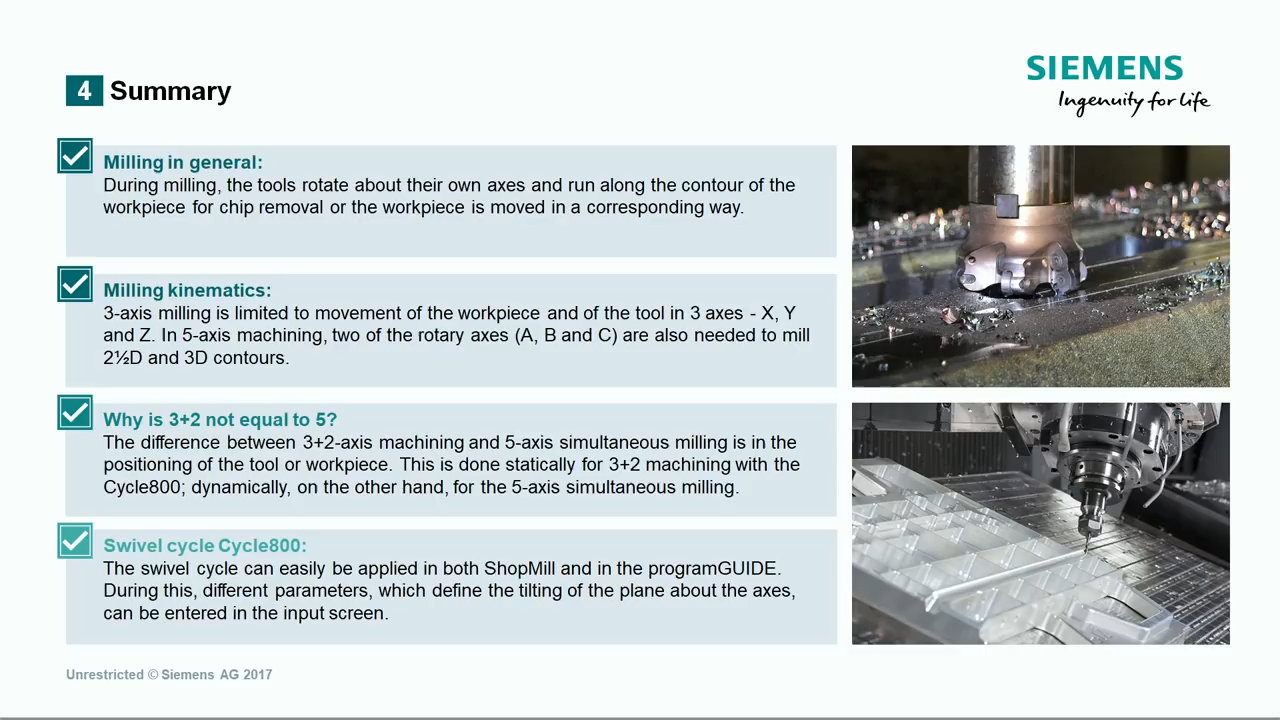 4 Summary
SIEMENS
Ingenuity for life
Milling in general:
During milling, the tools rotate about their own axes and run along the contour of the
workpiece for chip removal or the workpiece is moved in a corresponding way.
Milling kinematics:
3-axis milling is limited to movement of the workpiece and of the tool in 3 axes - X, Y
and Z. In 5-axis machining, two of the rotary axes (A, B and C) are also needed to mill
2½D and 3D contours.
Why is 3+2 not equal to 5?
The difference between 3+2-axis machining and 5-axis simultaneous milling is in the
positioning of the tool or workpiece. This is done statically for 3+2 machining with the
Cycle800; dynamically, on the other hand, for the 5-axis simultaneous milling.
Swivel cycle Cycle800:
The swivel cycle can easily be applied in both ShopMill and in the programGUIDE.
During this, different parameters, which define the tilting of the plane about the axes,
can be entered in the input screen.
Unrestricted © Siemens AG 2017